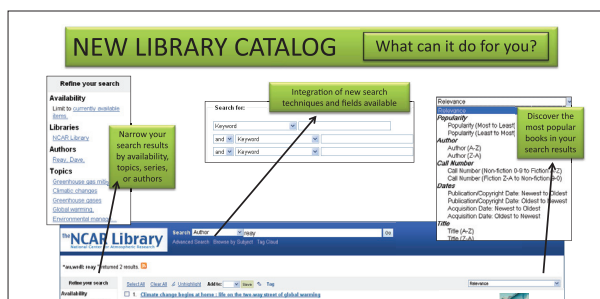 NEW LIBRARY CATALOG
What can it do for you?
Refine your search
Availability
Limit to currently available
items.
Libraries
NCAR Library
Authors
Reay, Dave,
Topics
Greenhouse gas
Climatic changes
Greenhouse gases
Global warming.
Environmental
Narrow your
search results
by availability,
topics, series,
or authors
Integration of new search
techniques and fields available
Search for:
Keyword
and Keyword
and Keyword
Relevance
Relevance
Popularity
Popularity (Most to Least)
Popularity (Least to Most)
Author
Author (A-Z)
Author (Z-A)
Call Number
Call Number (Non-fiction 0-9 to Fiction A-Z)
Call Number (Fiction Z-A to Non-fiction 9-0)
Dates
Publication/Copyright Date: Newest to Oldest
Publication/Copyright Date: Oldest to Newest
Acquisition Date: Newest to Oldest
Acquisition Date: Oldest to Newest
Title
Title (A-Z)
Title (Z-A)
Discover the
most popular
books in your
search results
The NCAR Library
National Center for Atmospheric Research
Search Author reay Go
Advanced Search Browse by Subject Tag Cloud
returned 2 results
Refine your search
Select All Clear All Unhighlight Add to: Save Tag
Relevance
Availability
1. Climate change begins at home : life on the two-way street of global warming